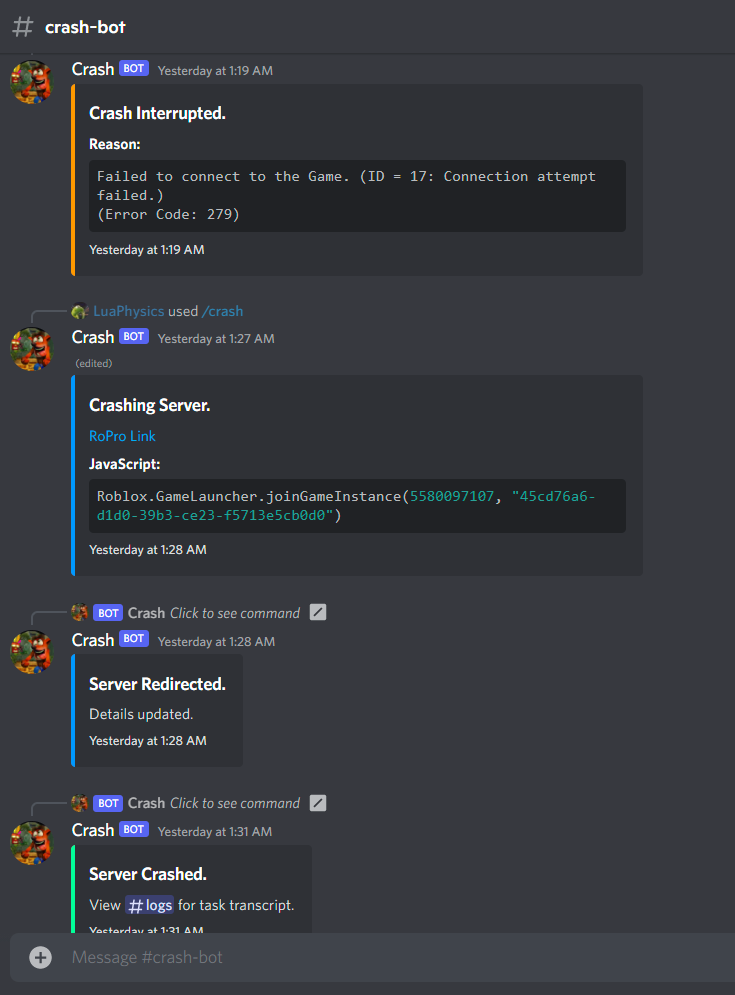 # crash-bot
Crash BOT Yesterday at 1:19 AM
Crash Interrupted.
Reason:
Failed to connect to the Game. (ID = 17: Connection attempt
failed.)
(Error Code: 279)
Yesterday at 1:19 AM
LuaPhysics used /crash
Crash BOT Yesterday at 1:27 AM
(edited)
Crashing Server.
RoPro Link
JavaScript:
Roblox.GameLauncher.joinGameInstance(5580097107, "45cd76a6-
d1d0-39b3-ce23-f5713e5cb0d0")
Yesterday at 1:28 AM
BOT Crash Click to see command
Crash BOT Yesterday at 1:28 AM
Server Redirected.
Details updated.
Yesterday at 1:28 AM
BOT Crash Click to see command
Crash BOT Yesterday at 1:31 AM
Server Crashed.
View # logs for task transcript.
Yesterday at 1:31 AM
Message #crash-bot